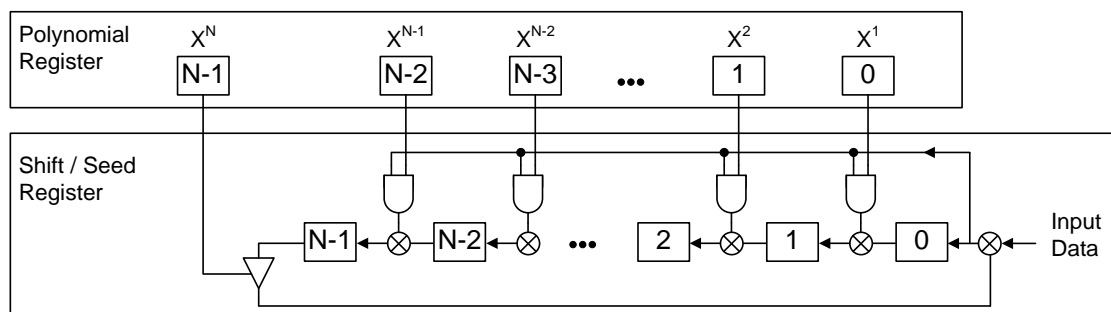 Polynomial
Register
X^N X^N-1 X^N-2 X^2 X^1
N-1 N-2 N-3 ••• 1 0
Shift / Seed
Register
N-1 N-2 ••• 2 1 0
Input
Data